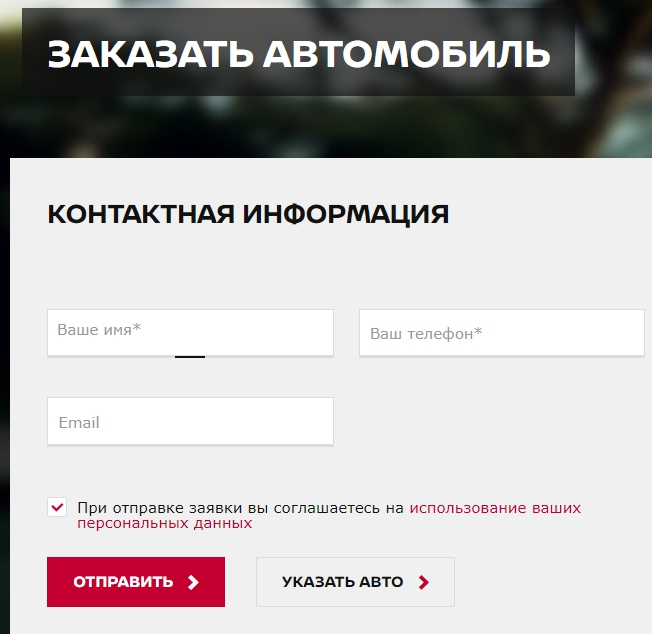 ЗАКАЗАТЬ АВТОМОБИЛЬ
КОНТАКТНАЯ ИНФОРМАЦИЯ
Ваше имя*
Ваш телефон*
Email
При отправке заявки вы соглашаетесь на использование ваших
персональных данных
ОТПРАВИТЬ
УКАЗАТЬ АВТО